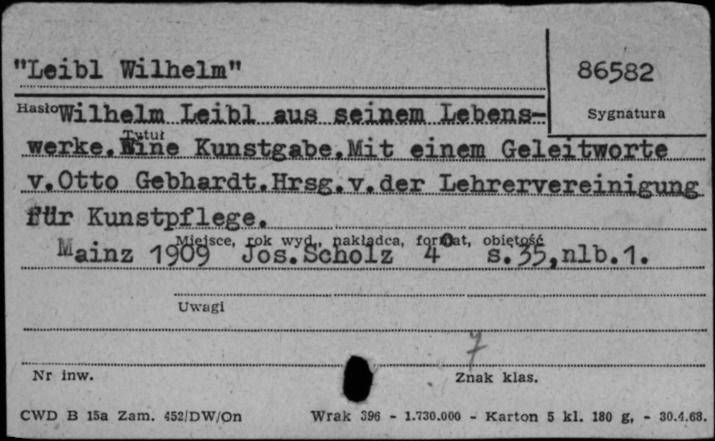 "Leibl Wilhelm"
86582
Hasło Wilhelm Leibl aus seinem Lebens-
Sygnatura
Tytuł
werke.Eine Kunstgabe.Mit einem Geleitworte
v.Otto Gebhardt.Hrsg.v.der Lehrervereinigung
für Kunstpflege.
Miejsce, rok wyd., nakładca, format, obiętość
Mainz 1909 Jos.Scholz 4° s.35,nlb.1.
Uwagi
7
Nr inw.
Znak klas.
CWD B 15a Zam. 452/DW/On Wrak 396 - 1.730.000 - Karton 5 kl. 180 g, - 30.4.68.